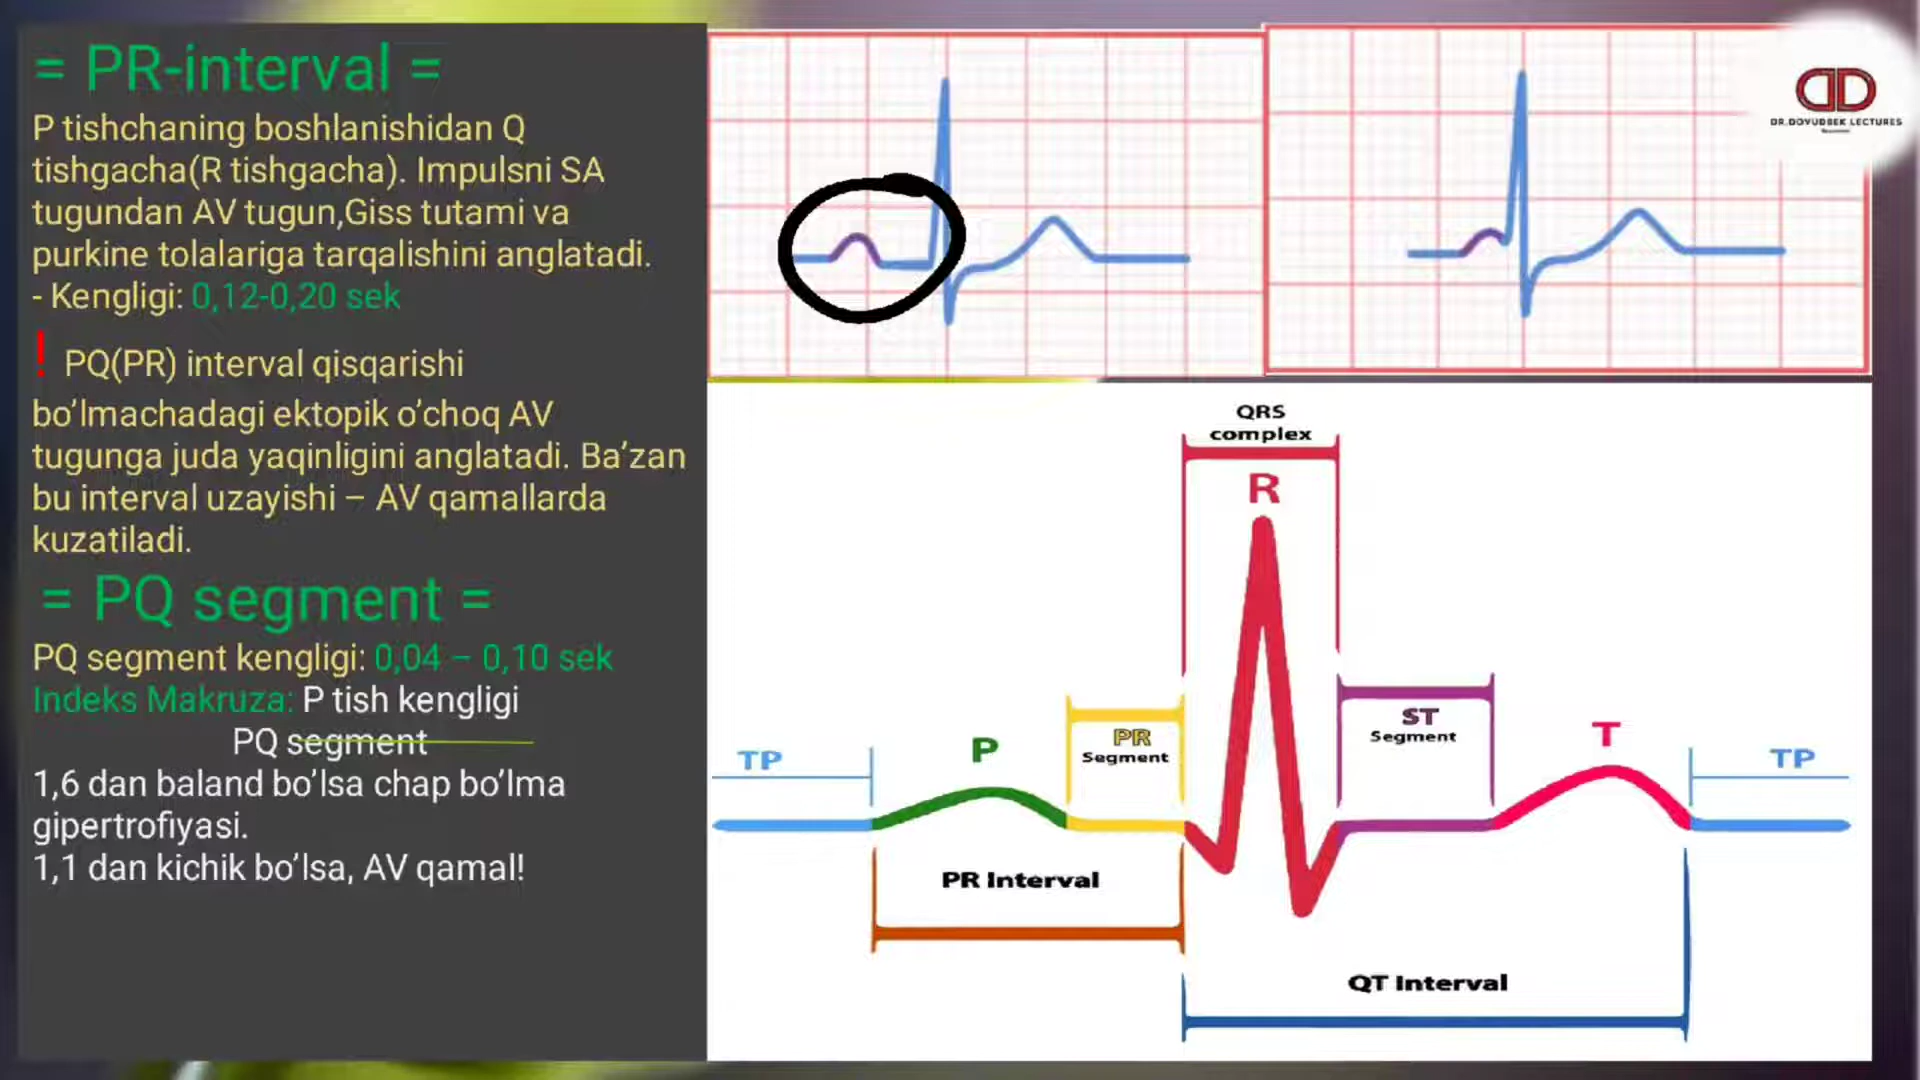 = PR-interval =
P tishchaning boshlanishidan Q
tishgacha(R tishgacha). Impulsni SA
tugundan AV tugun,Giss tutami va
purkine tolalariga tarqalishini anglatadi.
- Kengligi: 0,12-0,20 sek
! PQ(PR) interval qisqarishi
bo’lmachadagi ektopik o’choq AV
tugunga juda yaqinligini anglatadi. Ba’zan
bu interval uzayishi – AV qamallarda
kuzatiladi.
= PQ segment =
PQ segment kengligi: 0,04 – 0,10 sek
Indeks Makruza: P tish kengligi
PQ segment
1,6 dan baland bo’lsa chap bo’lma
gipertrofiyasi.
1,1 dan kichik bo’lsa, AV qamal!
DR.DOVUDBEK LECTURES
QRS
complex
R
TP
P
PR
Segment
ST
Segment
T
TP
PR Interval
QT Interval